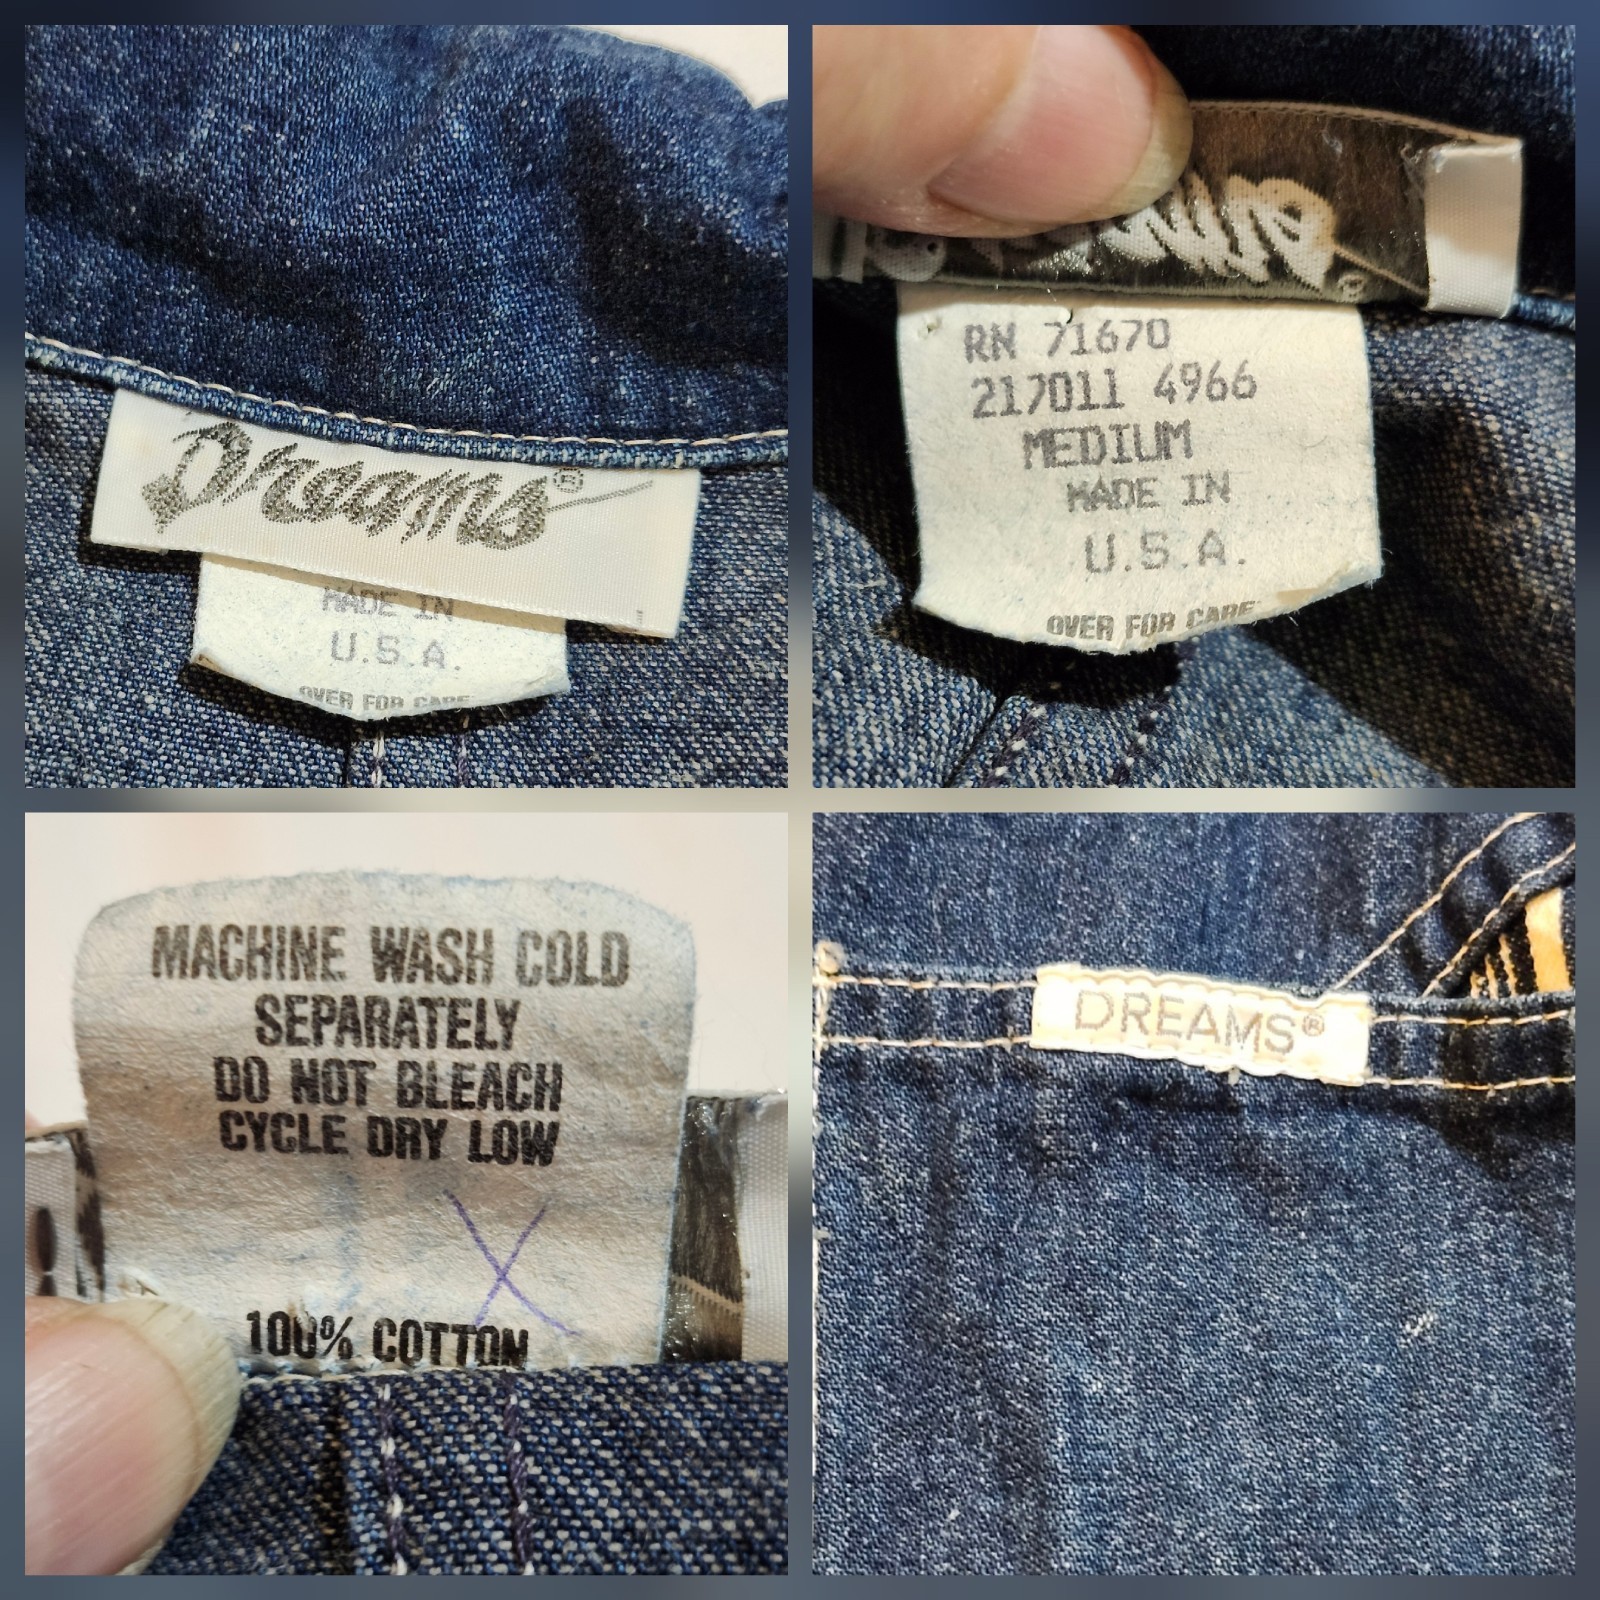 Dreams®
MADE IN
U.S.A.
OVER FOR CARE
RN 71670
217011 4966
MEDIUM
MADE IN
U.S.A.
OVER FOR CARE
MACHINE WASH COLD
SEPARATELY
DO NOT BLEACH
CYCLE DRY LOW
X
100% COTTON
DREAMS®